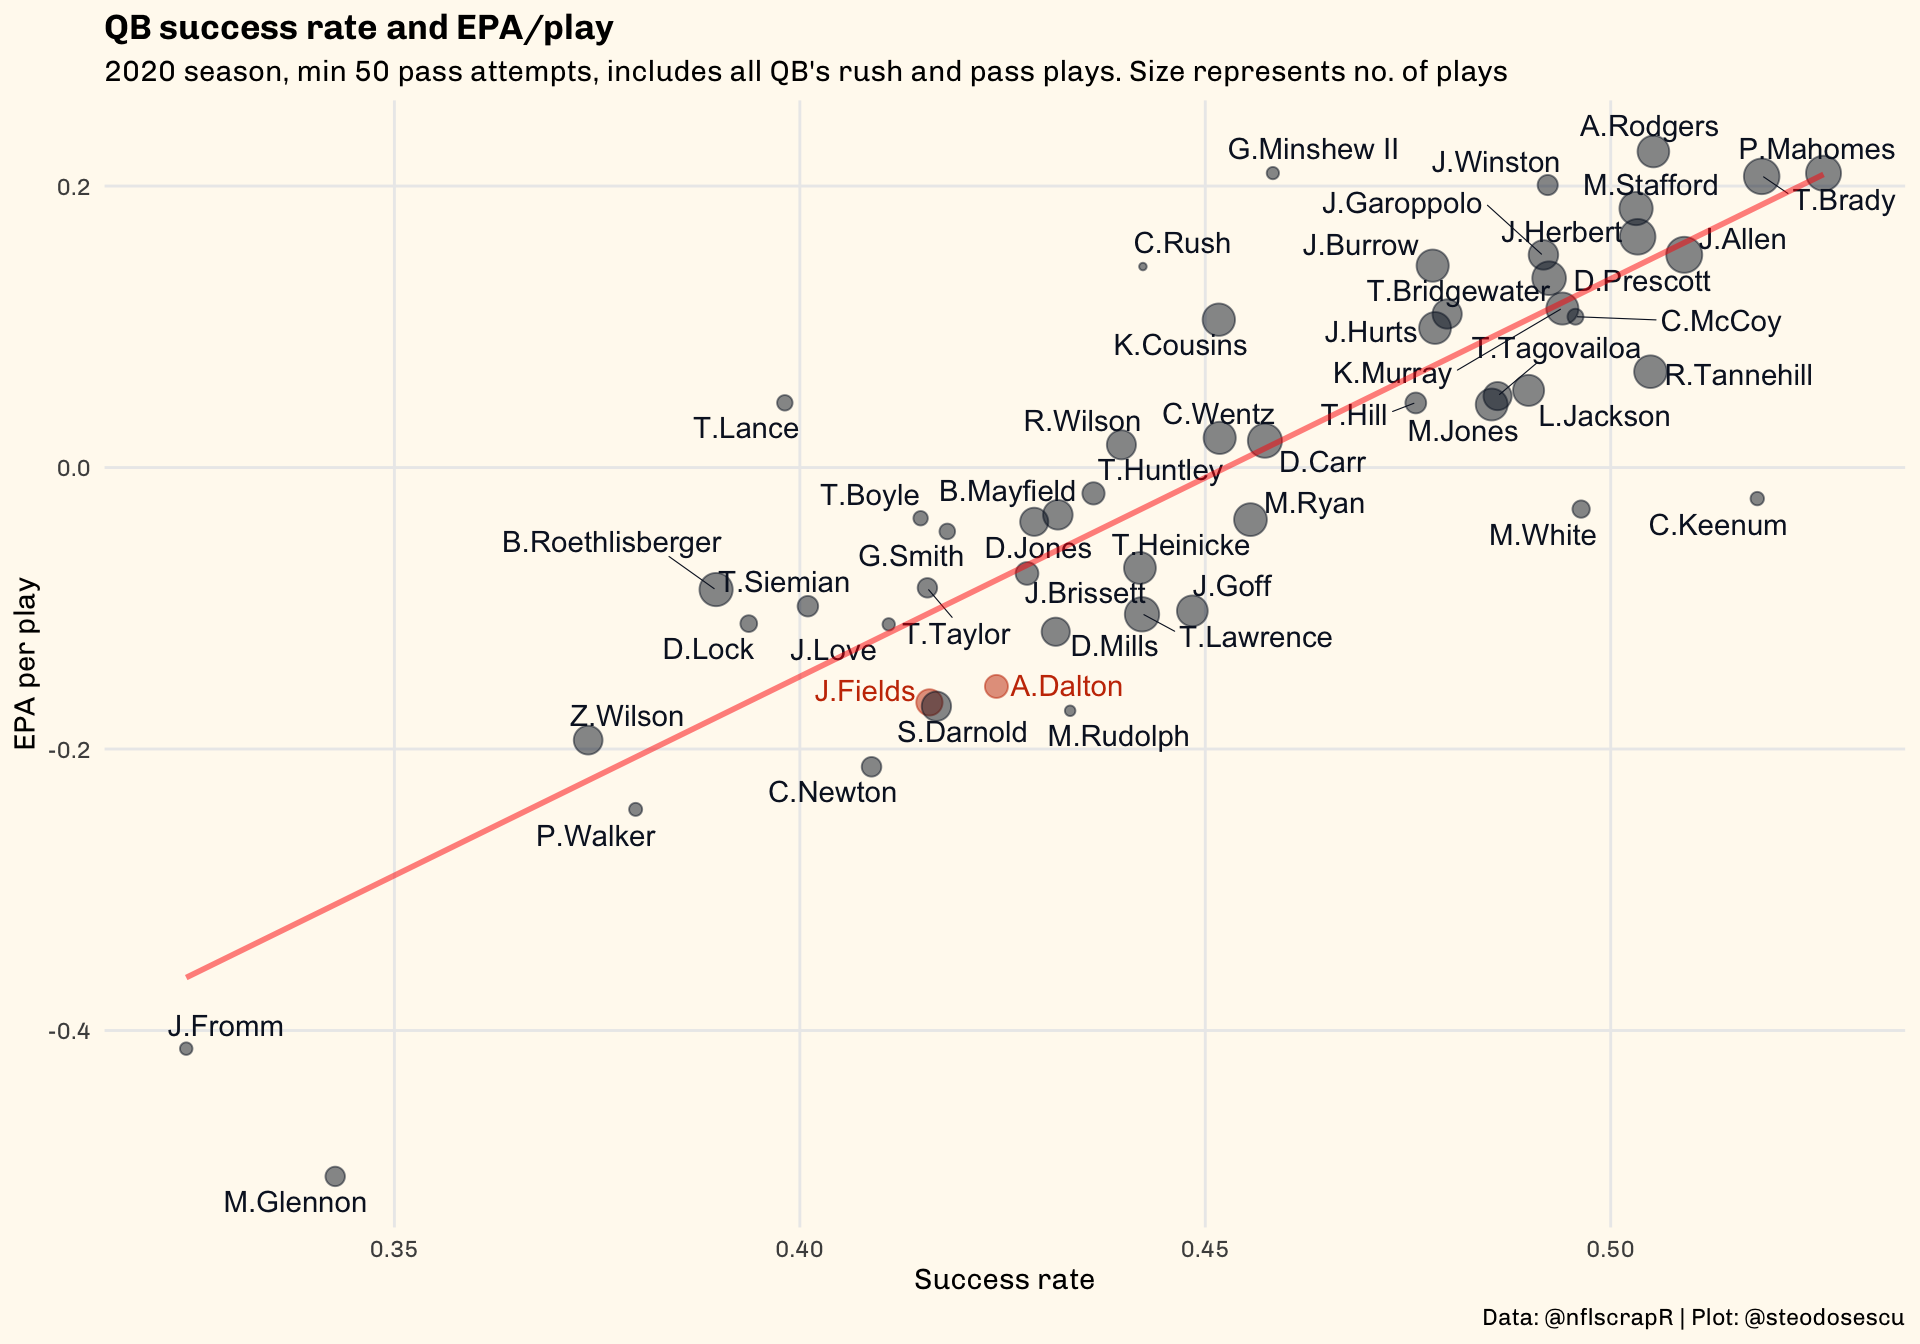 QB success rate and EPA/play
2020 season, min 50 pass attempts, includes all QB's rush and pass plays. Size represents no. of plays
A.Rodgers
G.Minshew II
P.Mahomes
J.Winston
0.2
M.Stafford
T.Brady
J.Garoppolo
J.Herbert
J.Allen
C.Rush
J.Burrow
D.Prescott
T.Bridgewater
C.McCoy
J.Hurts
K.Cousins
T.Tagovailoa
K.Murray
R.Tannehill
T.Lance
R.Wilson
C.Wentz
T.Hill
L.Jackson
M.Jones
D.Carr
0.0
T.Huntley
T.Boyle
B.Mayfield
M.Ryan
C.Keenum
M.White
B.Roethlisberger
G.Smith
D.Jones
T.Heinicke
T.Siemian
J.Brissett
J.Goff
D.Lock
J.Love
T.Taylor
D.Mills
T.Lawrence
J.Fields
A.Dalton
Z.Wilson
S.Darnold
M.Rudolph
-0.2
C.Newton
P.Walker
J.Fromm
-0.4
M.Glennon
EPA per play
0.35
0.40
0.45
0.50
Success rate
Data: @nflscrapR | Plot: @steodosescu